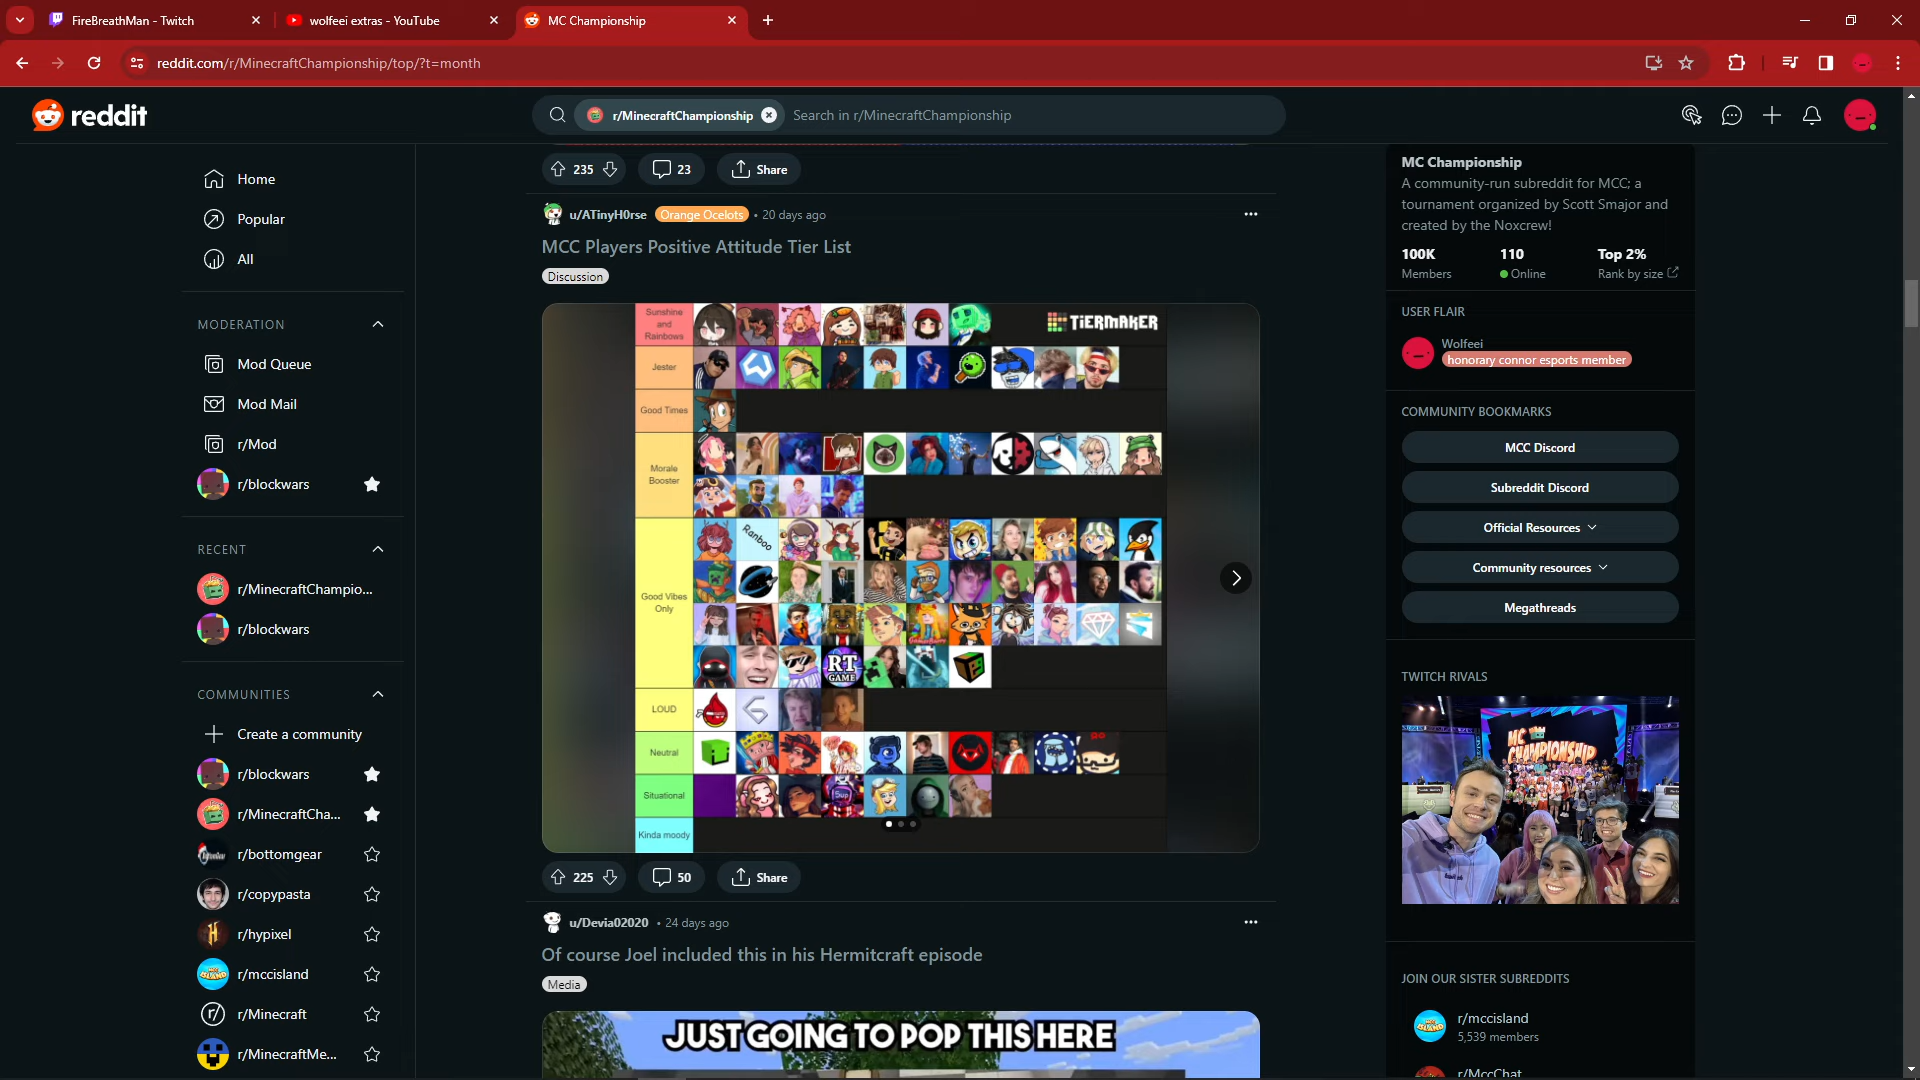 FireBreathMan - Twitch
wolfeei extras - YouTube
MC Championship
reddit.com/r/MinecraftChampionship/top/?t=month
reddit
r/MinecraftChampionship
Search in r/MinecraftChampionship
Home
Popular
All
MODERATION
Mod Queue
Mod Mail
r/Mod
r/blockwars
RECENT
r/MinecraftChampio...
r/blockwars
COMMUNITIES
Create a community
r/blockwars
r/MinecraftCha...
r/bottomgear
r/copypasta
r/hypixel
r/mccisland
r/Minecraft
r/MinecraftMe...
235
23
Share
u/ATinyH0rse Orange Ocelots • 20 days ago
MCC Players Positive Attitude Tier List
Discussion
Sunshine
and
Rainbows
TiERMAKER
Jester
Good Times
Morale
Booster
Ranboo
Good Vibes
Only
RT
GAME
LOUD
Neutral
Situational
5up
Kinda moody
225
50
Share
u/Devia02020 • 24 days ago
Of course Joel included this in his Hermitcraft episode
Media
JUST GOING TO POP THIS HERE
MC Championship
A community-run subreddit for MCC; a
tournament organized by Scott Smajor and
created by the Noxcrew!
100K
110
Top 2%
Members
Online
Rank by size
USER FLAIR
Wolfeei
honorary connor esports member
COMMUNITY BOOKMARKS
MCC Discord
Subreddit Discord
Official Resources
Community resources
Megathreads
TWITCH RIVALS
MC
CHAMPIONSHIP
JOIN OUR SISTER SUBREDDITS
r/mccisland
5,539 members
r/MccChat